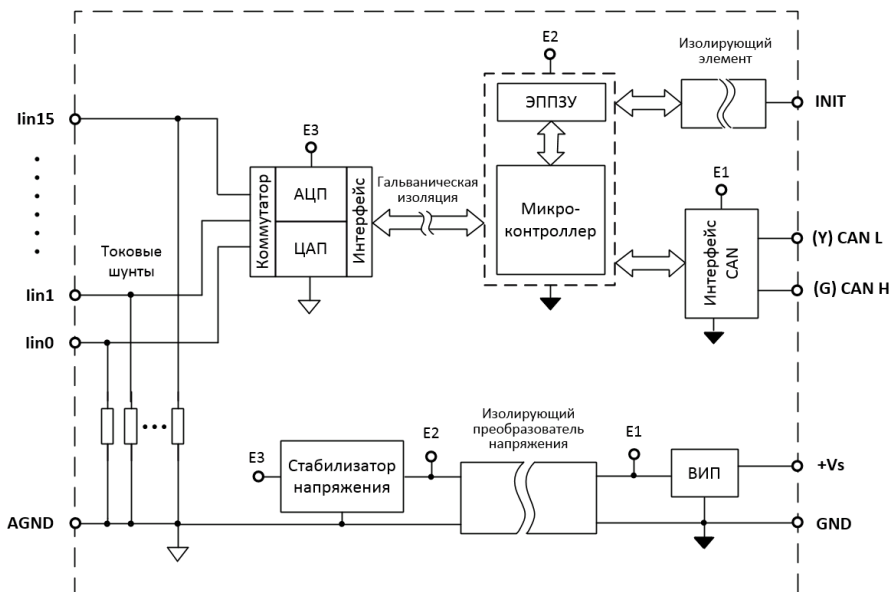 Изолирующий
элемент
E2
ЭППЗУ
INIT
Iin15
E3
Коммутатор
АЦП
ЦАП
Интерфейс
Гальваническая
изоляция
Микро-
контроллер
E1
Интерфейс
CAN
(Y) CAN L
(G) CAN H
Токовые
шунты
Iin1
Iin0
E3
Стабилизатор
напряжения
E2
Изолирующий
преобразователь
напряжения
E1
ВИП
+Vs
AGND
GND